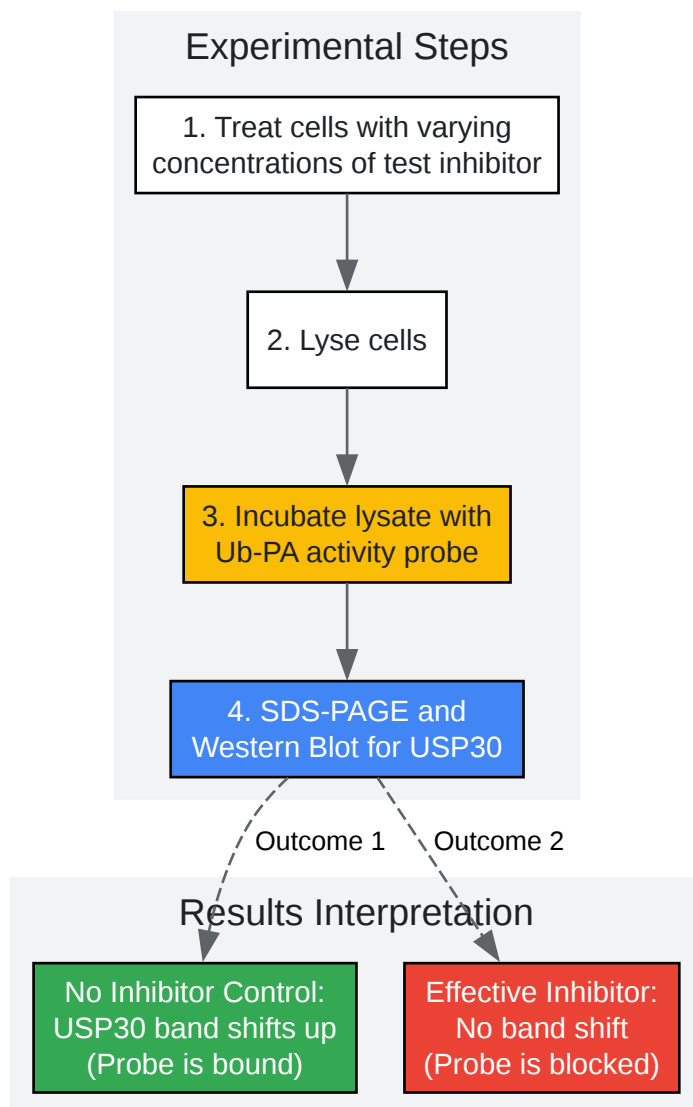 Experimental Steps
1. Treat cells with varying
concentrations of test inhibitor
2. Lyse cells
3. Incubate lysate with
Ub-PA activity probe
4. SDS-PAGE and
Western Blot for USP30
Outcome 1
Outcome 2
Results Interpretation
No Inhibitor Control:
USP30 band shifts up
(Probe is bound)
Effective Inhibitor:
No band shift
(Probe is blocked)